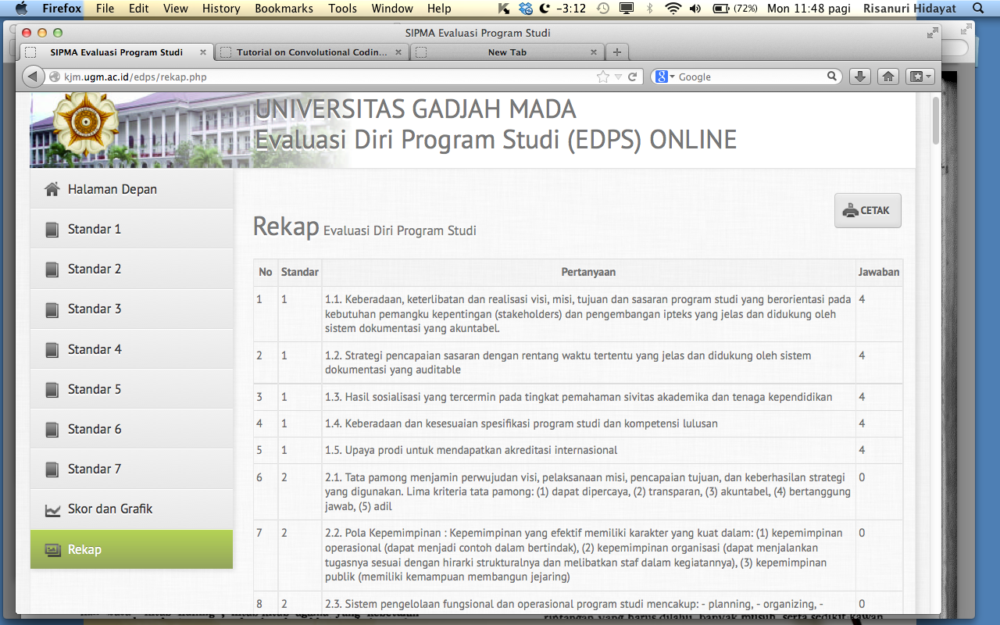 Firefox File Edit View History Bookmarks Tools Window Help -3:12 (72%) Mon 11:48 pagi Risanuri Hidayat
SIPMA Evaluasi Program Studi
SIPMA Evaluasi Program Studi Tutorial on Convolutional Codin... New Tab
kjm.ugm.ac.id/edps/rekap.php Google
UNIVERSITAS GADJAH MADA
Evaluasi Diri Program Studi (EDPS) ONLINE
Halaman Depan
Standar 1
Standar 2
Standar 3
Standar 4
Standar 5
Standar 6
Standar 7
Skor dan Grafik
Rekap
CETAK
Rekap Evaluasi Diri Program Studi
No Standar Pertanyaan Jawaban
1 1 1.1. Keberadaan, keterlibatan dan realisasi visi, misi, tujuan dan sasaran program studi yang berorientasi pada 4
kebutuhan pemangku kepentingan (stakeholders) dan pengembangan ipteks yang jelas dan didukung oleh
sistem dokumentasi yang akuntabel.
2 1 1.2. Strategi pencapaian sasaran dengan rentang waktu tertentu yang jelas dan didukung oleh sistem 4
dokumentasi yang auditable
3 1 1.3. Hasil sosialisasi yang tercermin pada tingkat pemahaman sivitas akademika dan tenaga kependidikan 4
4 1 1.4. Keberadaan dan kesesuaian spesifikasi program studi dan kompetensi lulusan 4
5 1 1.5. Upaya prodi untuk mendapatkan akreditasi internasional 4
6 2 2.1. Tata pamong menjamin perwujudan visi, pelaksanaan misi, pencapaian tujuan, dan keberhasilan strategi 0
yang digunakan. Lima kriteria tata pamong: (1) dapat dipercaya, (2) transparan, (3) akuntabel, (4) bertanggung
jawab, (5) adil
7 2 2.2. Pola Kepemimpinan : Kepemimpinan yang efektif memiliki karakter yang kuat dalam: (1) kepemimpinan 0
operasional (dapat menjadi contoh dalam bertindak), (2) kepemimpinan organisasi (dapat menjalankan
tugasnya sesuai dengan hirarki strukturalnya dan melibatkan staf dalam kegiatannya), (3) kepemimpinan
publik (memiliki kemampuan membangun jejaring)
8 2 2.3. Sistem pengelolaan fungsional dan operasional program studi mencakup: - planning, - organizing, - 0